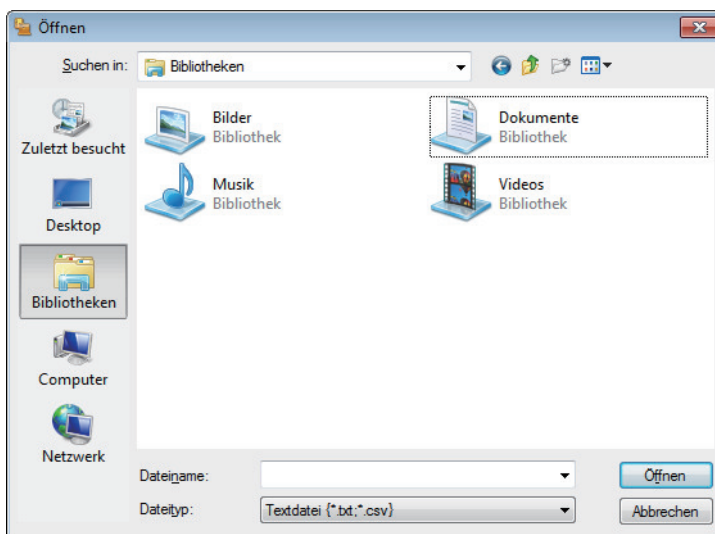 Öffnen
Suchen in: Bibliotheken
Zuletzt besucht
Desktop
Bibliotheken
Computer
Netzwerk
Bilder
Bibliothek
Dokumente
Bibliothek
Musik
Bibliothek
Videos
Bibliothek
Dateiname:
Öffnen
Dateityp: Textdatei {*.txt;*.csv}
Abbrechen